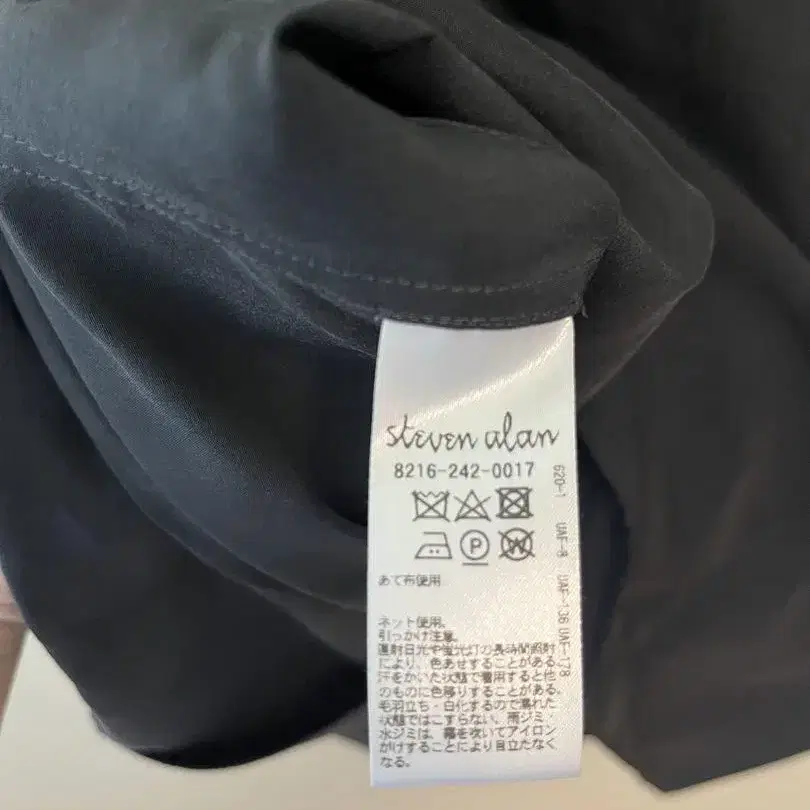 steven alan
8216-242-0017
P
W
あて布使用
ネット使用。
引っかけ注意。
直射日光や蛍光灯の長時間照射
により、色あせすることがある。
汗をかいた状態で着用すると他
のものに色移りすることがある。
毛羽立ち・白化するので濡れた
状態ではこすらない。雨ジミ・
水ジミは、霧を吹いてアイロン
がけすることにより目立たなく
なる。
620-1 UAF-8 UAF-136 UAF-178